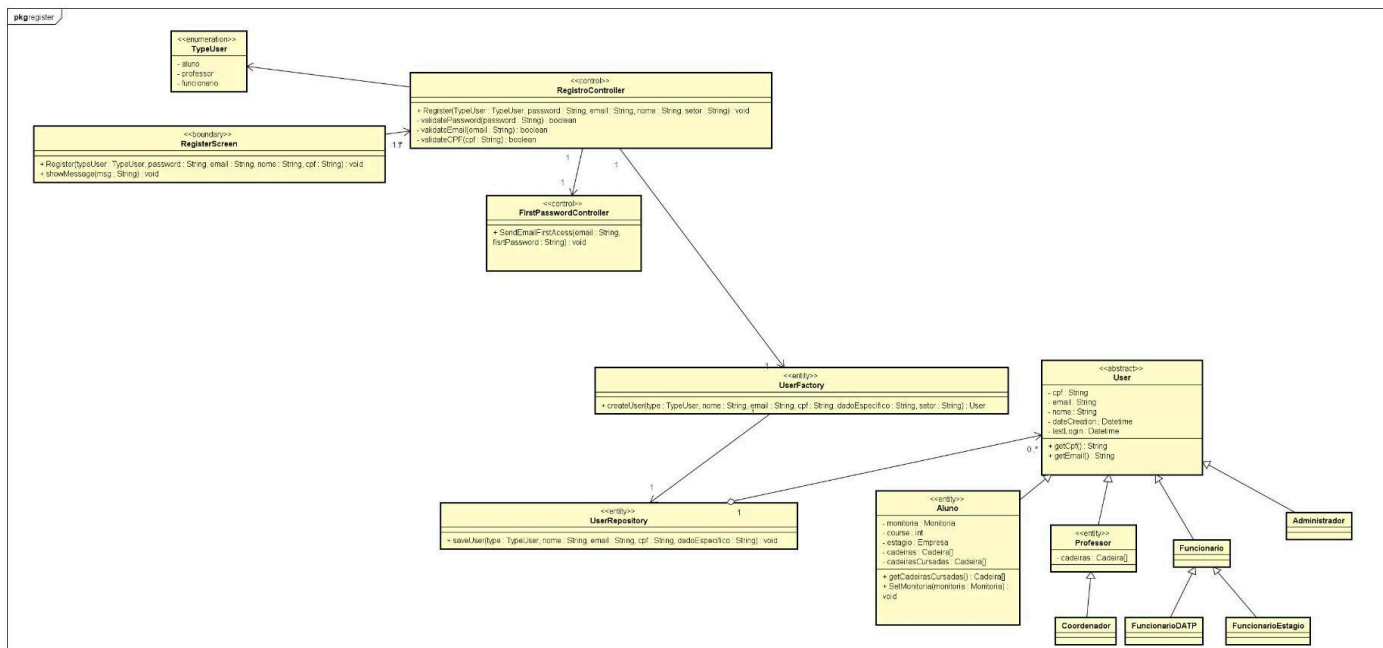 pkg register
<<enumeration>>
TypeUser
- aluno
- professor
- funcionario
<<control>>
RegistroController
+ Register(TypeUser : TypeUser, password : String, email : String, nome : String, setor : String) : void
- validatePassword(password : String) : boolean
- validateEmail(email : String) : boolean
- validateCPF(cpf : String) : boolean
<<boundary>>
RegisterScreen
+ Register(typeUser : TypeUser, password : String, email : String, nome : String, cpf : String) : void
+ showMessage(msg : String) : void
1..*
1
1
1
<<control>>
FirstPasswordController
+ SendEmailFirstAcess(email : String,
fisrtPassword : String) : void
1
<<entity>>
UserFactory
+ createUser(type : TypeUser, nome : String, email : String, cpf : String, dadoEspecifico : String, setor : String) : User
1
<<abstract>>
User
- cpf : String
- email : String
- nome : String
- dateCreation : Datetime
- lastLogin : Datetime
+ getCpf() : String
+ getEmail() : String
0..*
1
1
<<entity>>
UserRepository
+ saveUser(type : TypeUser, nome : String, email : String, cpf : String, dadoEspecifico : String) : void
<<entity>>
Aluno
- monitoria : Monitoria
- course : int
- estagio : Empresa
- cadeiras : Cadeira[]
- cadeirasCursadas : Cadeira[]
+ getCadeirasCursadas() : Cadeira[]
+ SetMonitoria(monitoria : Monitoria) :
void
<<entity>>
Professor
- cadeiras : Cadeira[]
Funcionario
Administrador
Coordenador
FuncionarioDATP
FuncionarioEstagio